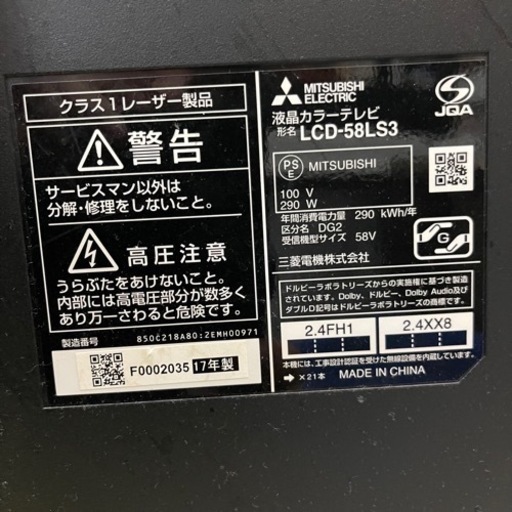 クラス1レーザー製品
警告
サービスマン以外は
分解・修理をしないこと。
高圧注意
うらぶたをあけないこと。
内部には高電圧部分が数多く
あり万一さわると危険です。
製造番号
850C218A80:2EMH00971
F0002035 17年製
MITSUBISHI
ELECTRIC
JQA
液晶カラーテレビ
形名 LCD-58LS3
PS
E
MITSUBISHI
100 V
290 W
年間消費電力量 290 kWh/年
区分名 DG2
受信機型サイズ 58V
三菱電機株式会社
G
ドルビーラボラトリーズからの実施権に基づき製造
されています。Dolby、ドルビー、Dolby Audio及び
ダブルD記号はドルビーラボラトリーズの商標です。
2.4FH1
2.4XX8
本機には、工事設計認証を受けた無線設備を内蔵しています。
→×21本
MADE IN CHINA